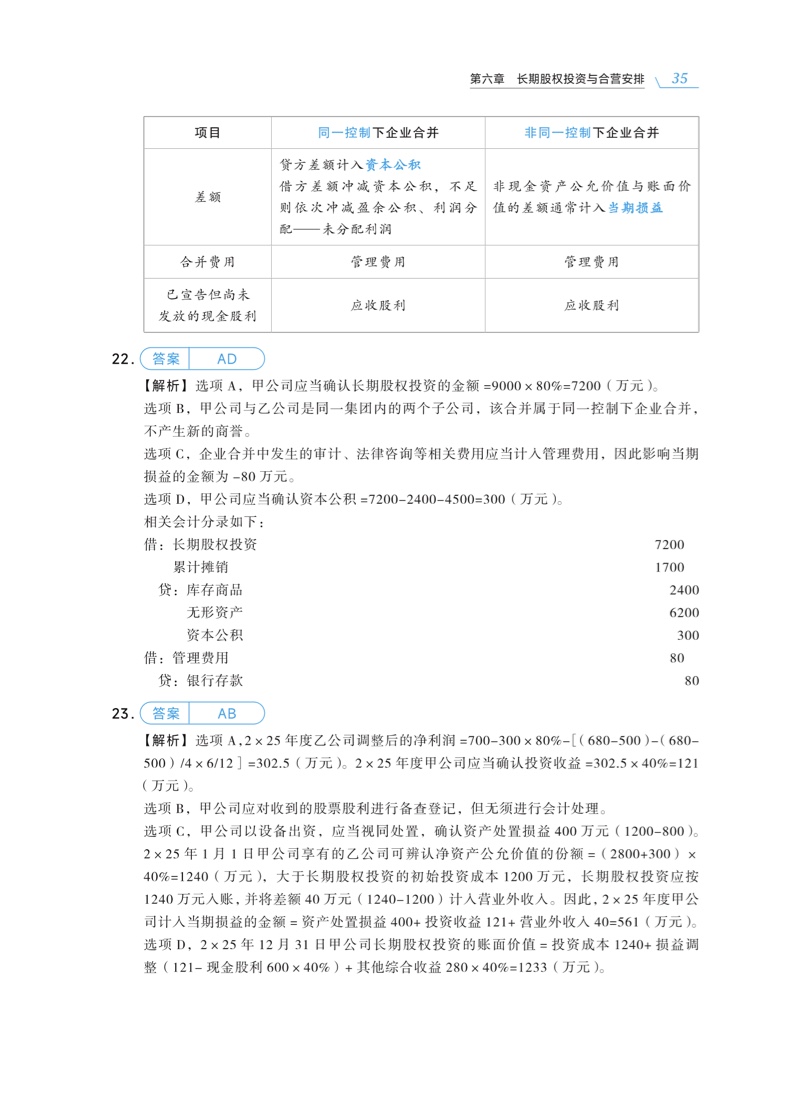 第六章 长期股权投资与合营安排 35
项目 同一控制下企业合并 非同一控制下企业合并
差额
贷方差额计入资本公积
借方差额冲减资本公积，不足
则依次冲减盈余公积、利润分
配——未分配利润
非现金资产公允价值与账面价
值的差额通常计入当期损益
合并费用 管理费用 管理费用
已宣告但尚未
发放的现金股利
应收股利 应收股利
22. 答案 AD
【解析】选项 A，甲公司应当确认长期股权投资的金额 =9000 × 80%=7200（万元）。
选项 B，甲公司与乙公司是同一集团内的两个子公司，该合并属于同一控制下企业合并，
不产生新的商誉。
选项 C，企业合并中发生的审计、法律咨询等相关费用应当计入管理费用，因此影响当期
损益的金额为 –80 万元。
选项 D，甲公司应当确认资本公积 =7200–2400–4500=300（万元）。
相关会计分录如下：
借：长期股权投资 7200
累计摊销 1700
贷：库存商品 2400
无形资产 6200
资本公积 300
借：管理费用 80
贷：银行存款 80
23. 答案 AB
【解析】选项 A,2 × 25 年度乙公司调整后的净利润 =700–300 × 80%–［（680–500）–（680–
500）/4 × 6/12 ］=302.5（万元）。2 × 25 年度甲公司应当确认投资收益 =302.5 × 40%=121
（万元）。
选项 B，甲公司应对收到的股票股利进行备查登记，但无须进行会计处理。
选项 C，甲公司以设备出资，应当视同处置，确认资产处置损益 400 万元（1200–800）。
2 × 25 年 1 月 1 日甲公司享有的乙公司可辨认净资产公允价值的份额 =（2800+300）×
40%=1240（万元），大于长期股权投资的初始投资成本 1200 万元，长期股权投资应按
1240 万元入账，并将差额 40 万元（1240–1200）计入营业外收入。因此，2 × 25 年度甲公
司计入当期损益的金额 = 资产处置损益 400+ 投资收益 121+ 营业外收入 40=561（万元）。
选项 D，2 × 25 年 12 月 31 日甲公司长期股权投资的账面价值 = 投资成本 1240+ 损益调
整（121– 现金股利 600 × 40%）+ 其他综合收益 280 × 40%=1233（万元）。